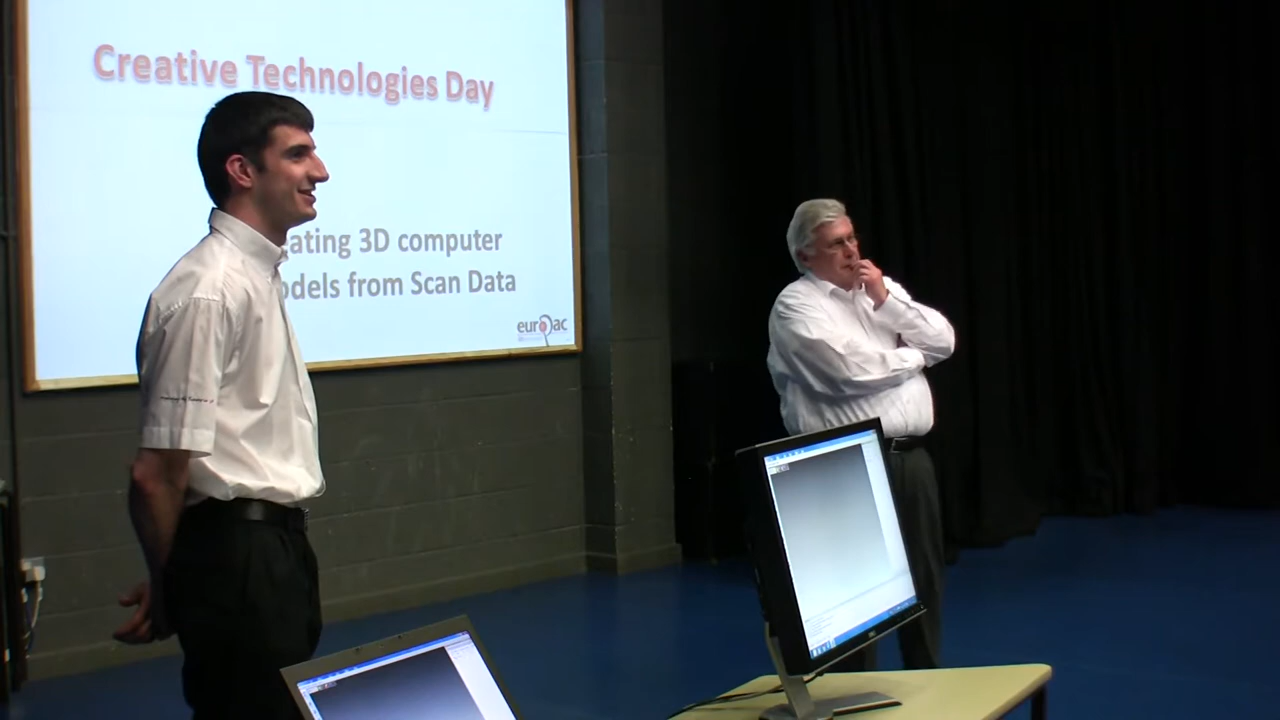 Creative Technologies Day
ating 3D computer
odels from Scan Data
euroac